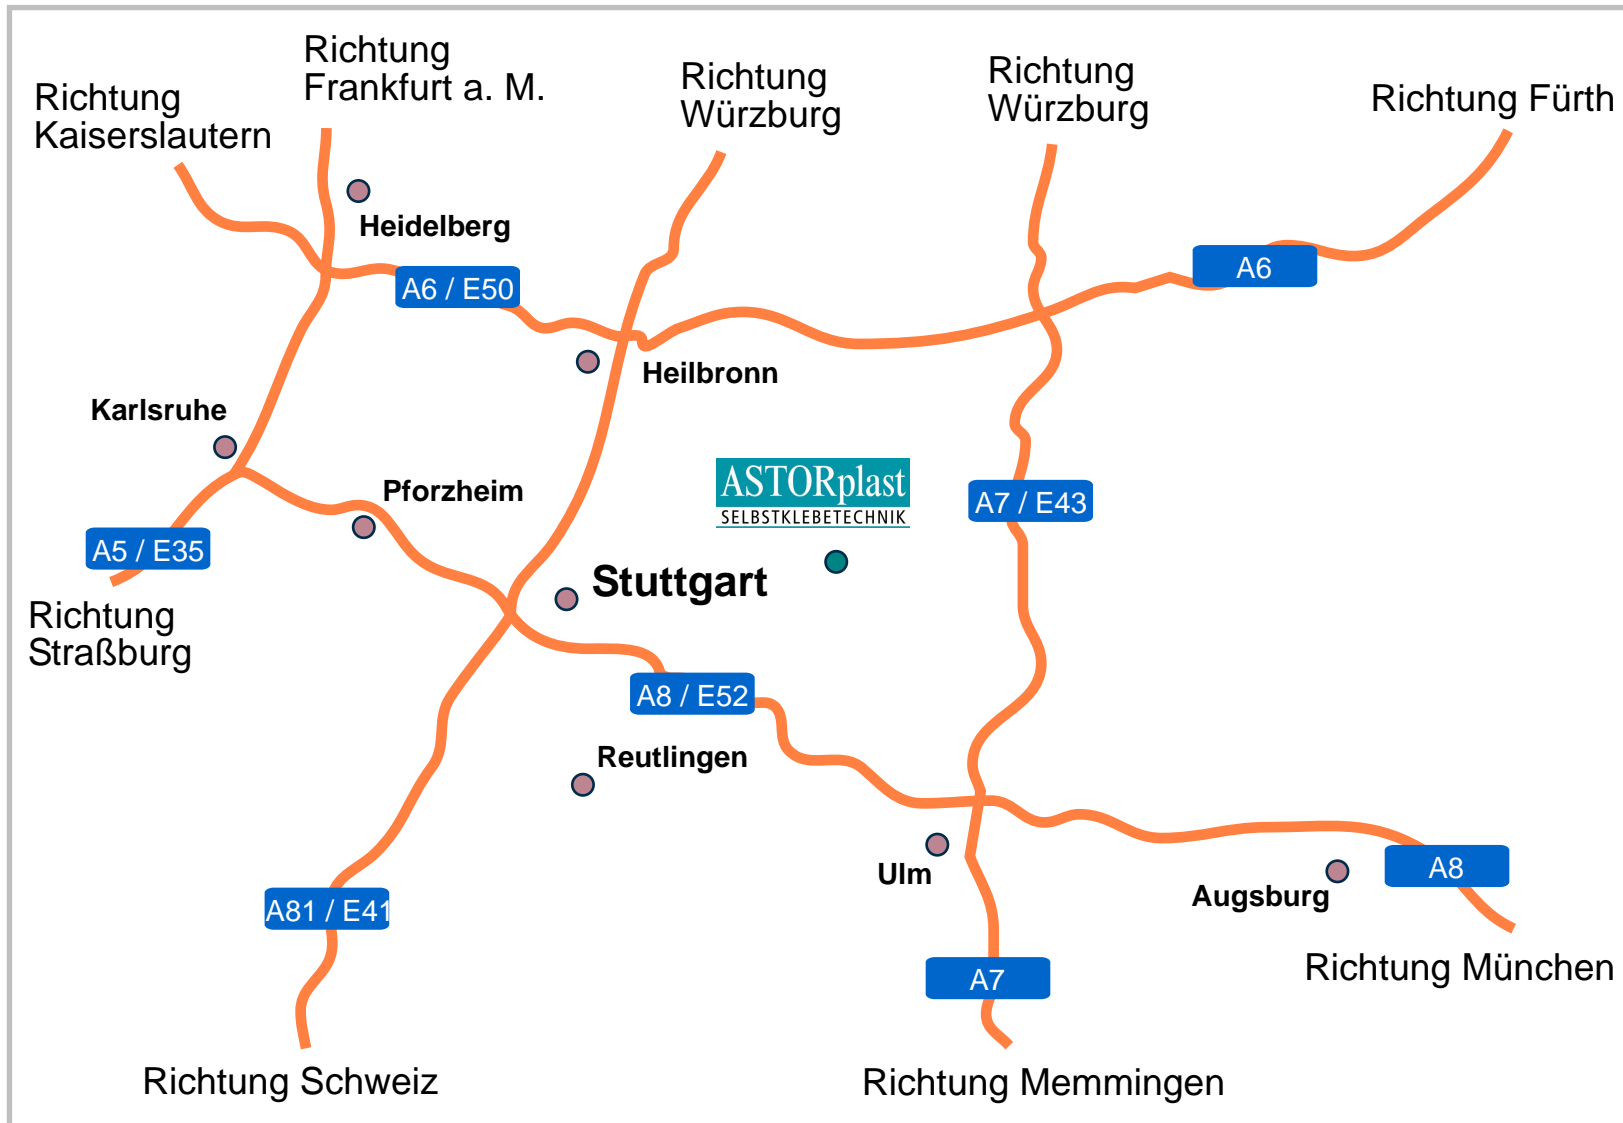 Richtung
Frankfurt a. M.
Richtung
Würzburg
Richtung
Würzburg
Richtung Fürth
Richtung
Kaiserslautern
Heidelberg
A6
A6 / E50
Heilbronn
Karlsruhe
Pforzheim
ASTORplast
SELBSTKLEBETECHNIK
A7 / E43
A5 / E35
Stuttgart
Richtung
Straßburg
A8 / E52
Reutlingen
Ulm
A8
Augsburg
A81 / E41
Richtung München
A7
Richtung Schweiz
Richtung Memmingen